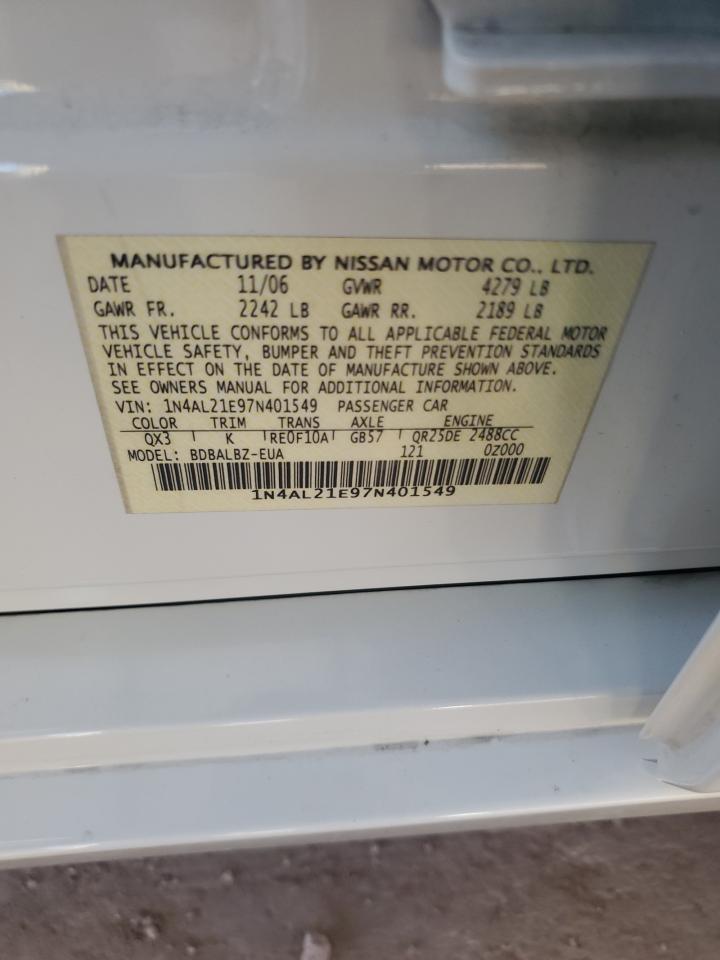 MANUFACTURED BY NISSAN MOTOR CO., LTD.
DATE 11/06 GVWR 4279 LB
GAWR FR. 2242 LB GAWR RR. 2189 LB
THIS VEHICLE CONFORMS TO ALL APPLICABLE FEDERAL MOTOR
VEHICLE SAFETY, BUMPER AND THEFT PREVENTION STANDARDS
IN EFFECT ON THE DATE OF MANUFACTURE SHOWN ABOVE.
SEE OWNERS MANUAL FOR ADDITIONAL INFORMATION.
VIN: 1N4AL21E97N401549 PASSENGER CAR
COLOR TRIM TRANS AXLE ENGINE
QX3 K RE0F10A GB57 QR25DE 2488CC
MODEL: BDBALBZ-EUA 121 0Z000
1N4AL21E97N401549